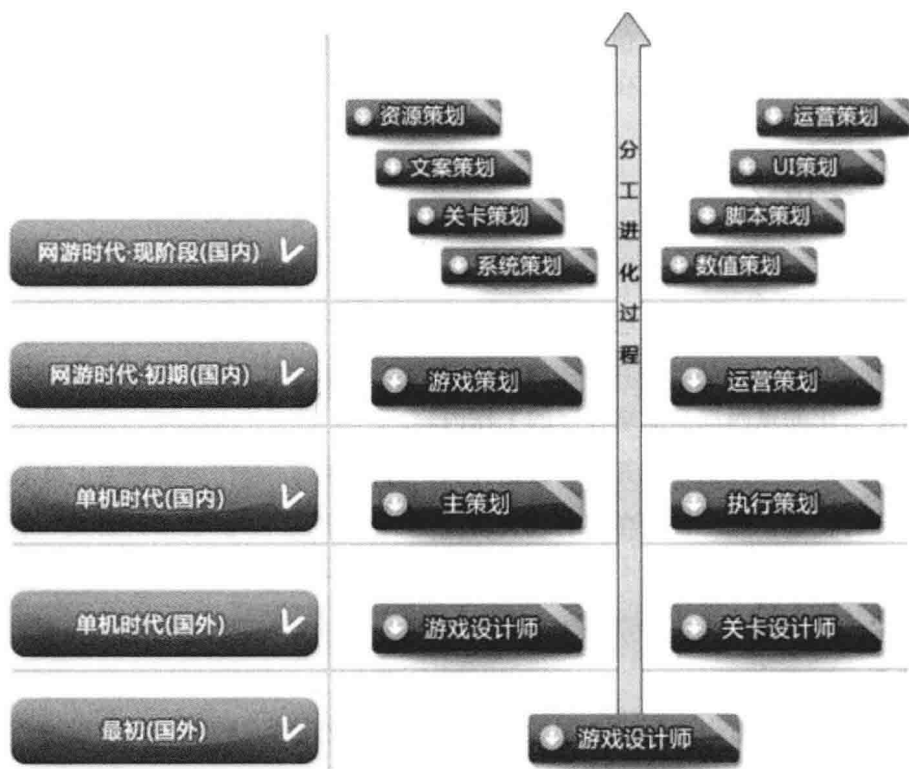 资源策划
运营策划
文案策划
UI策划
关卡策划
脚本策划
网游时代·现阶段(国内)
系统策划
数值策划
分工进化过程
网游时代·初期(国内)
游戏策划
运营策划
单机时代(国内)
主策划
执行策划
单机时代(国外)
游戏设计师
关卡设计师
最初(国外)
游戏设计师